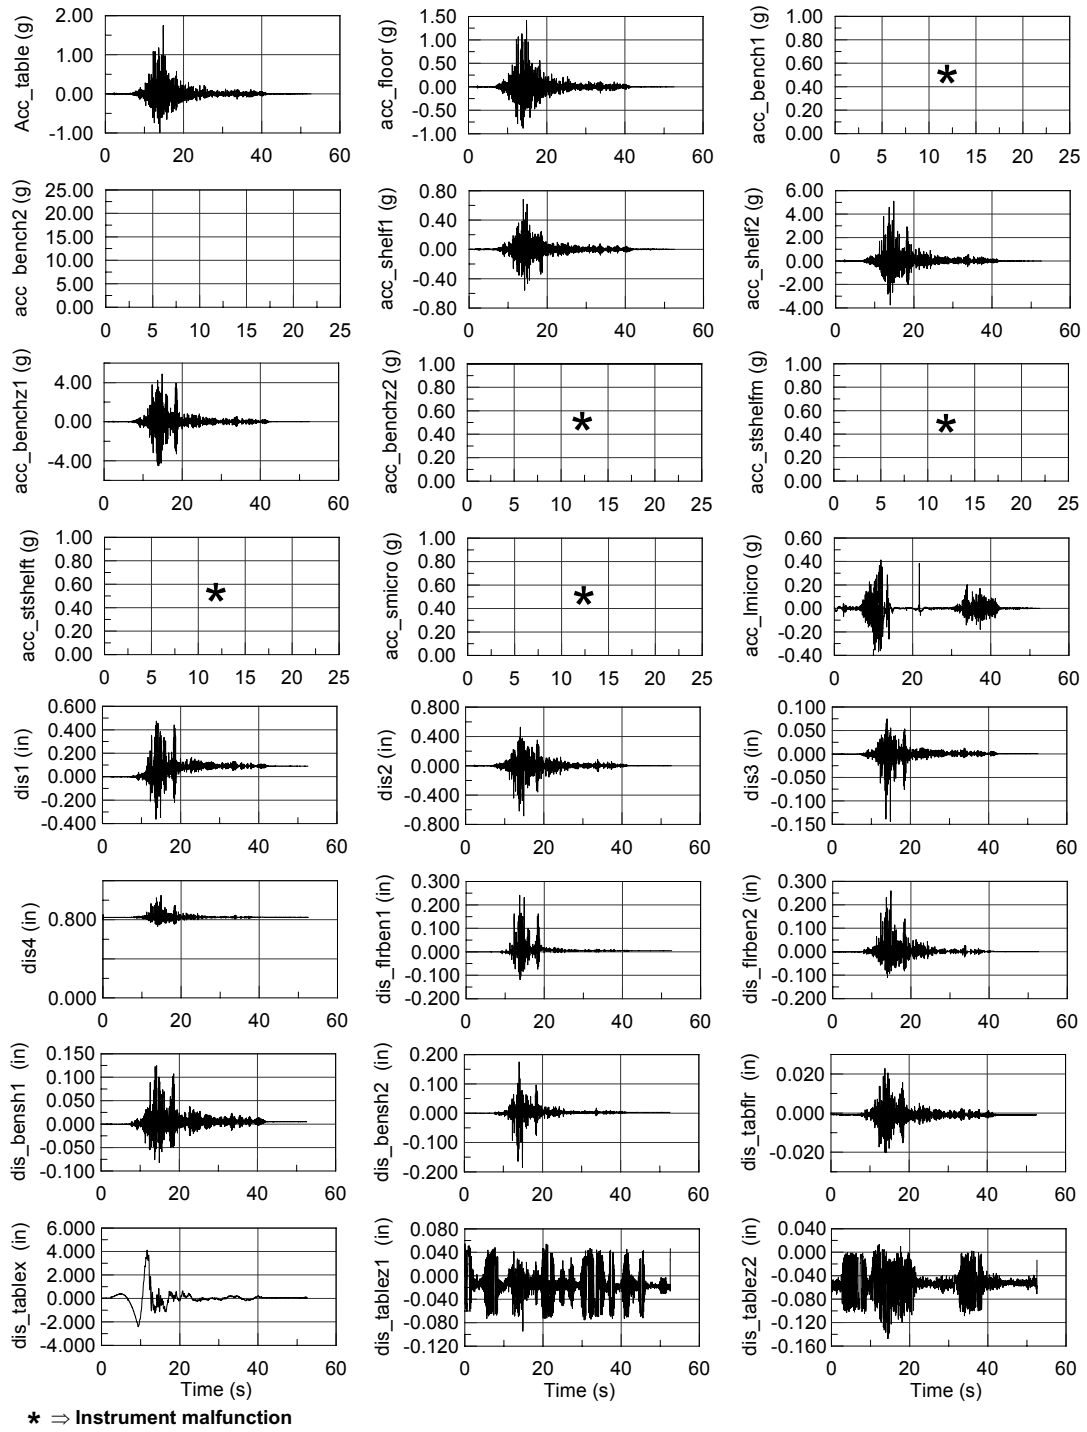 Acc_table (g)
2.00
1.00
0.00
-1.00
0 20 40 60
acc_floor (g)
1.50
1.00
0.50
0.00
-0.50
-1.00
0 20 40 60
acc_bench1 (g)
1.00
0.80
0.60
0.40
0.20
0.00
*
0 5 10 15 20 25
acc bench2 (g)
25.00
20.00
15.00
10.00
5.00
0.00
0 5 10 15 20 25
acc_shelf1 (g)
0.80
0.40
0.00
-0.40
-0.80
0 20 40 60
acc_shelf2 (g)
6.00
4.00
2.00
0.00
-2.00
-4.00
0 20 40 60
acc_benchz1 (g)
4.00
0.00
-4.00
0 20 40 60
acc_benchz2 (g)
1.00
0.80
0.60
0.40
0.20
0.00
*
0 5 10 15 20 25
acc_stshelfm (g)
1.00
0.80
0.60
0.40
0.20
0.00
*
0 5 10 15 20 25
acc_stshelft (g)
1.00
0.80
0.60
0.40
0.20
0.00
*
0 5 10 15 20 25
acc_smicro (g)
1.00
0.80
0.60
0.40
0.20
0.00
*
0 5 10 15 20 25
acc_lmicro (g)
0.60
0.40
0.20
0.00
-0.20
-0.40
0 20 40 60
dis1 (in)
0.600
0.400
0.200
0.000
-0.200
-0.400
0 20 40 60
dis2 (in)
0.800
0.400
0.000
-0.400
-0.800
0 20 40 60
dis3 (in)
0.100
0.050
0.000
-0.050
-0.100
-0.150
0 20 40 60
dis4 (in)
0.800
0.000
0 20 40 60
dis_flrben1 (in)
0.300
0.200
0.100
0.000
-0.100
-0.200
0 20 40 60
dis_flrben2 (in)
0.300
0.200
0.100
0.000
-0.100
-0.200
0 20 40 60
dis_bensh1 (in)
0.150
0.100
0.050
0.000
-0.050
-0.100
0 20 40 60
dis_bensh2 (in)
0.200
0.100
0.000
-0.100
-0.200
0 20 40 60
dis_tabflr (in)
0.020
0.000
-0.020
0 20 40 60
dis_tablex (in)
6.000
4.000
2.000
0.000
-2.000
-4.000
0 20 40 60
Time (s)
dis_tablez1 (in)
0.080
0.040
0.000
-0.040
-0.080
-0.120
0 20 40 60
Time (s)
dis_tablez2 (in)
0.040
0.000
-0.040
-0.080
-0.120
-0.160
0 20 40 60
Time (s)
* ⇒ Instrument malfunction